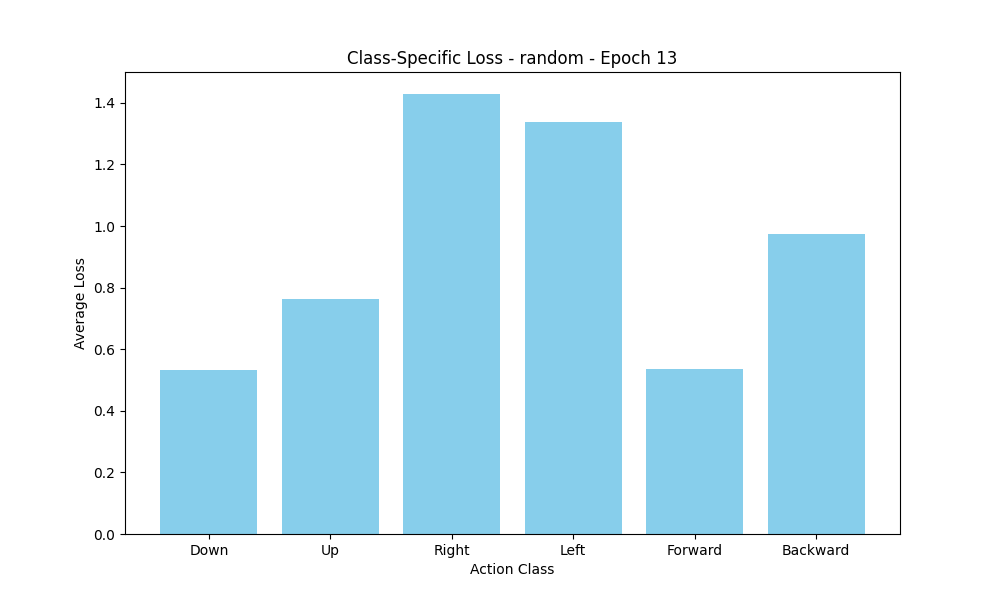 Class-Specific Loss - random - Epoch 13
1.4
1.2
1.0
0.8
0.6
0.4
0.2
0.0
Average Loss
Down Up Right Left Forward Backward
Action Class